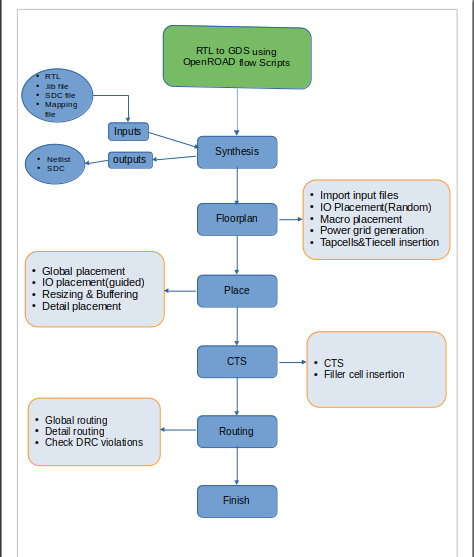 RTL to GDS using
OpenROAD flow Scripts
• RTL
• .lib file
• SDC file
• Mapping
file
Inputs
Synthesis
outputs
• Netlist
• SDC
Floorplan
• Import input files
• IO Placement(Random)
• Macro placement
• Power grid generation
• Tapcells&Tiecell insertion
• Global placement
• IO placement(guided)
• Resizing & Buffering
• Detail placement
Place
CTS
• CTS
• Filler cell insertion
• Global routing
• Detail routing
• Check DRC violations
Routing
Finish